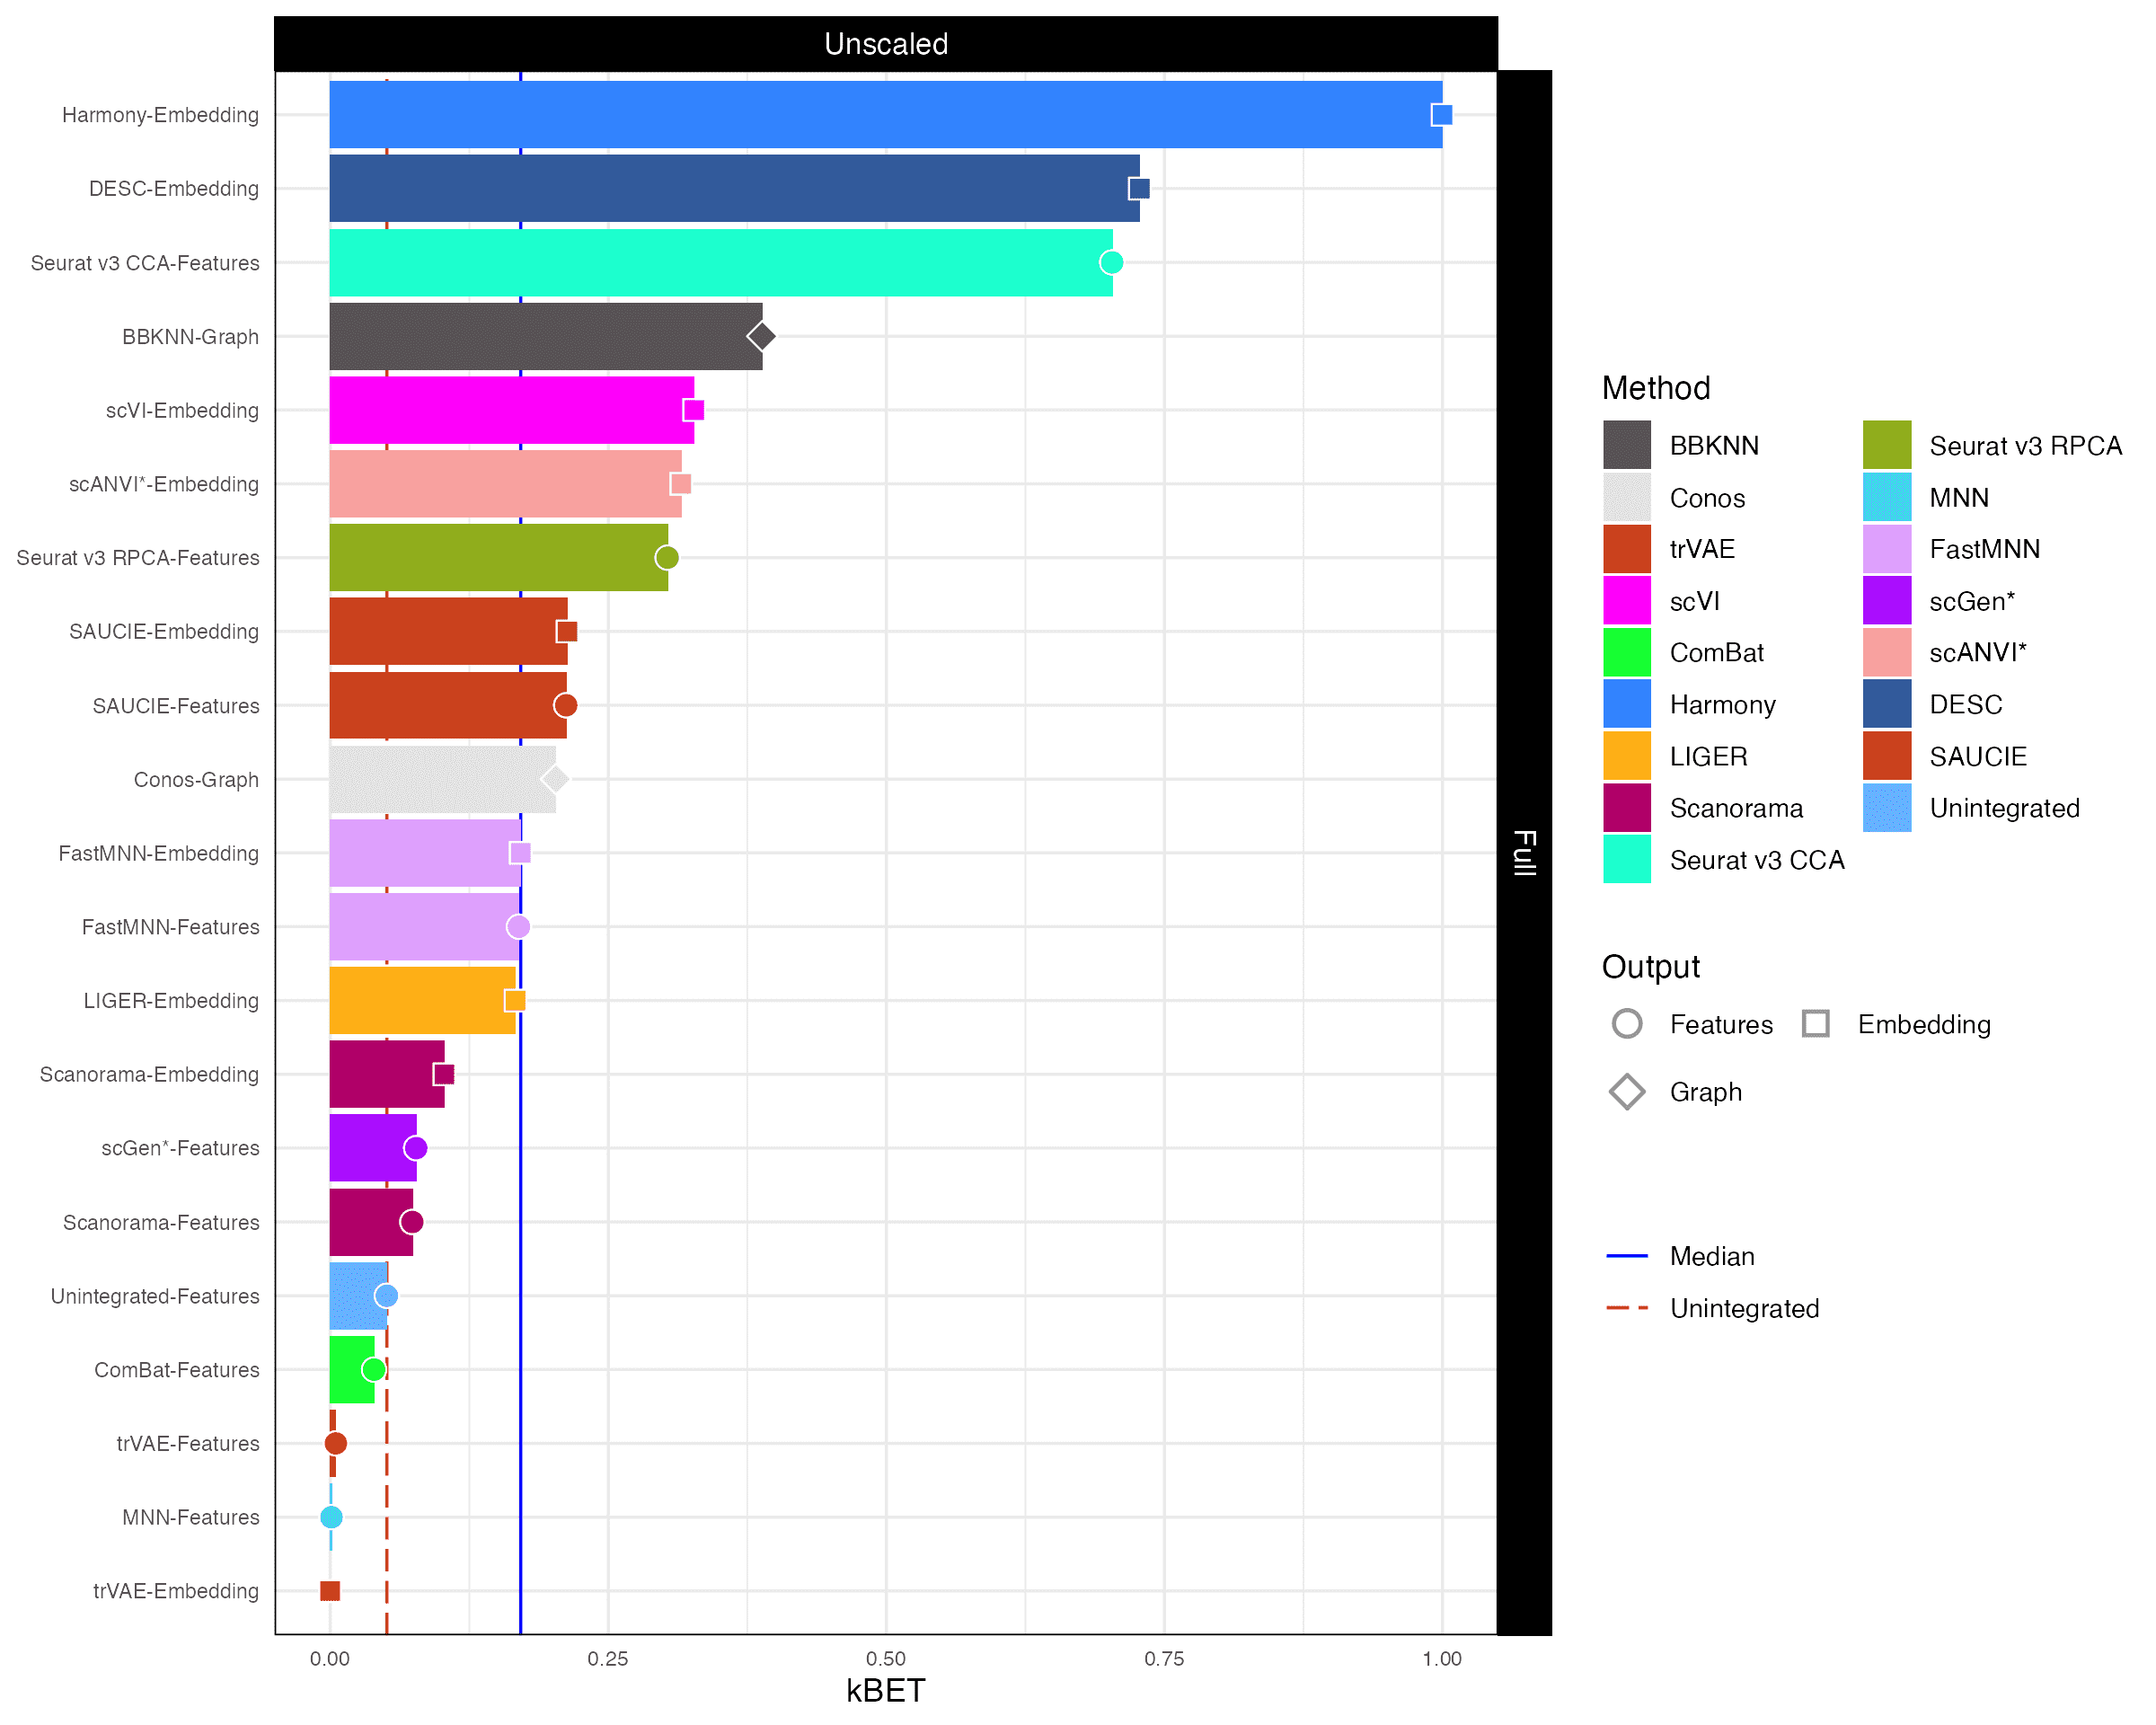 Unscaled
Harmony-Embedding
DESC-Embedding
Seurat v3 CCA-Features
BBKNN-Graph
scVI-Embedding
scANVI*-Embedding
Seurat v3 RPCA-Features
SAUCIE-Embedding
SAUCIE-Features
Conos-Graph
FastMNN-Embedding
FastMNN-Features
LIGER-Embedding
Scanorama-Embedding
scGen*-Features
Scanorama-Features
Unintegrated-Features
ComBat-Features
trVAE-Features
MNN-Features
trVAE-Embedding
0.00 0.25 0.50 0.75 1.00
kBET
Full
Method
BBKNN
Conos
trVAE
scVI
ComBat
Harmony
LIGER
Scanorama
Seurat v3 CCA
Seurat v3 RPCA
MNN
FastMNN
scGen*
scANVI*
DESC
SAUCIE
Unintegrated
Output
Features Embedding
Graph
Median
Unintegrated